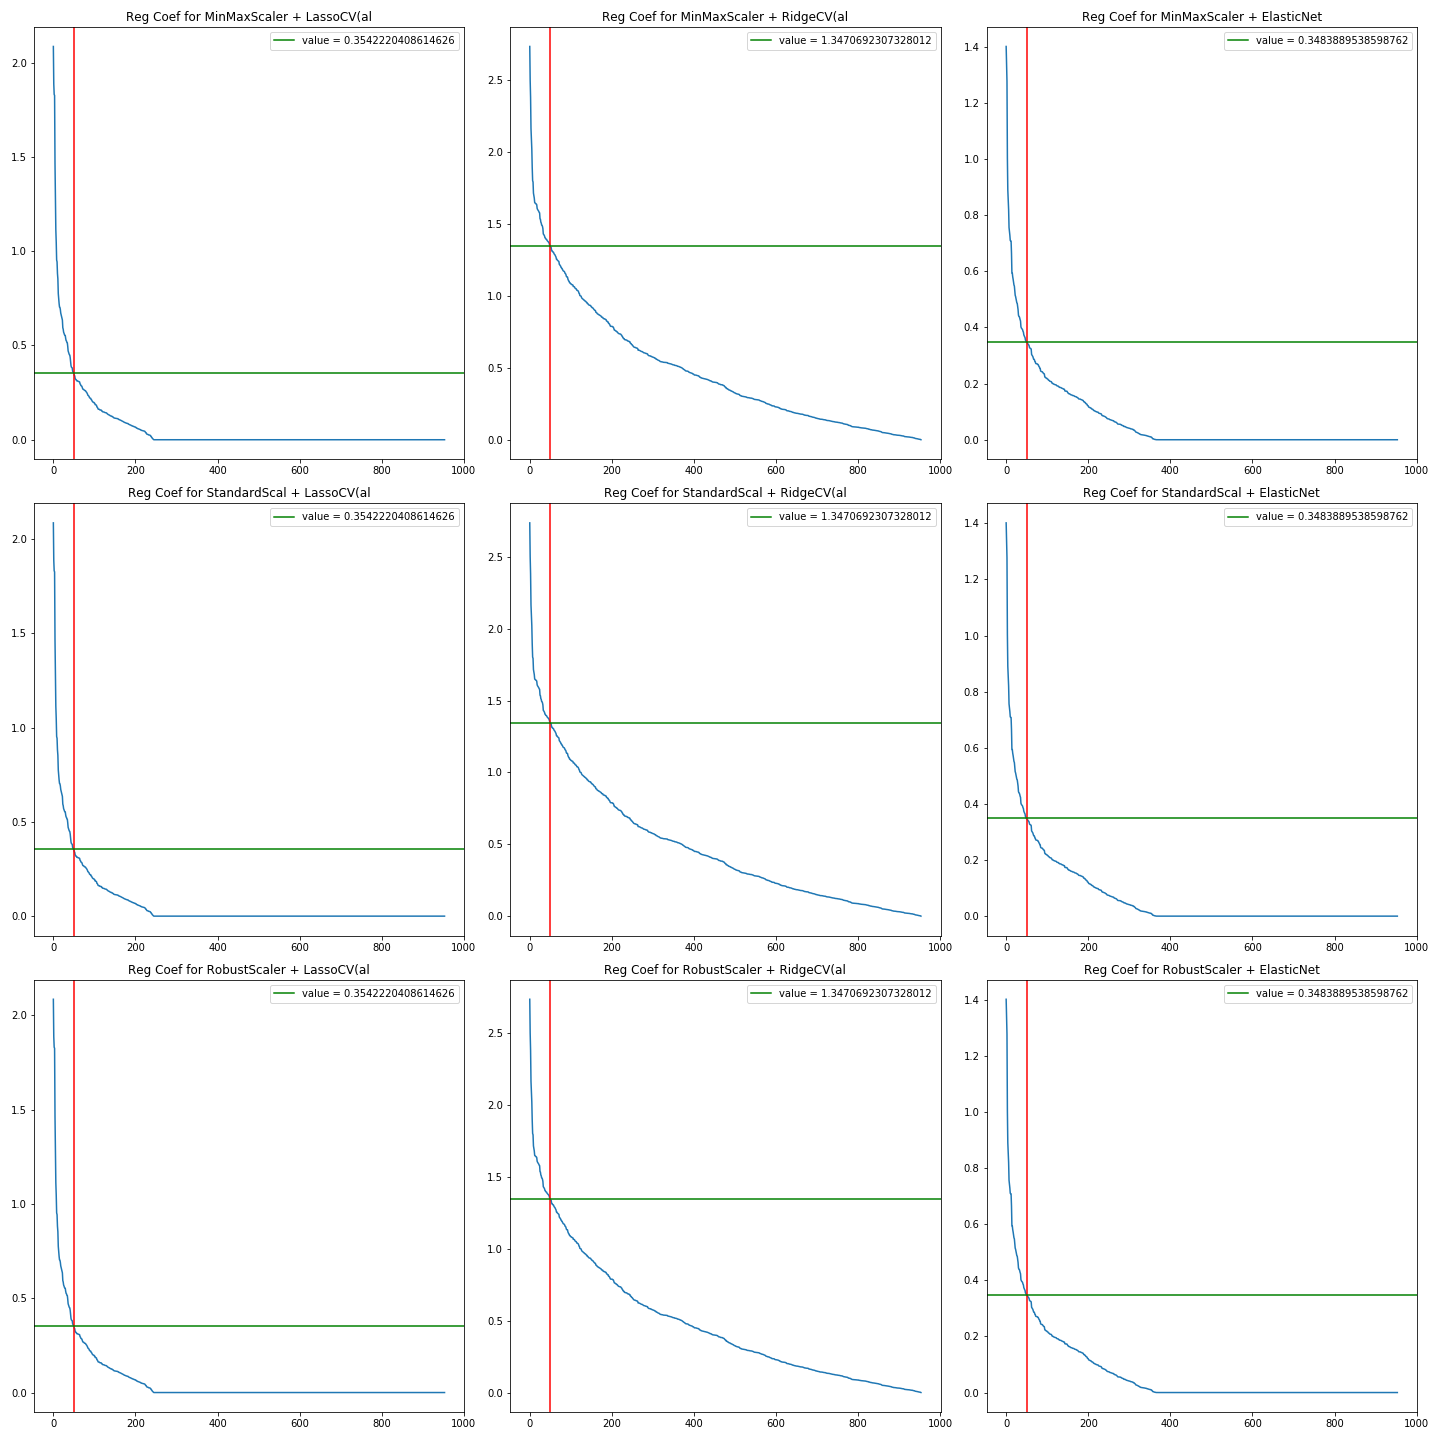 Reg Coef for MinMaxScaler + LassoCV(al
value = 0.3542220408614626
2.0
1.5
1.0
0.5
0.0
0 200 400 600 800 1000
Reg Coef for MinMaxScaler + RidgeCV(al
value = 1.3470692307328012
2.5
2.0
1.5
1.0
0.5
0.0
0 200 400 600 800 1000
Reg Coef for MinMaxScaler + ElasticNet
value = 0.3483889538598762
1.4
1.2
1.0
0.8
0.6
0.4
0.2
0.0
0 200 400 600 800 1000
Reg Coef for StandardScal + LassoCV(al
value = 0.3542220408614626
2.0
1.5
1.0
0.5
0.0
0 200 400 600 800 1000
Reg Coef for StandardScal + RidgeCV(al
value = 1.3470692307328012
2.5
2.0
1.5
1.0
0.5
0.0
0 200 400 600 800 1000
Reg Coef for StandardScal + ElasticNet
value = 0.3483889538598762
1.4
1.2
1.0
0.8
0.6
0.4
0.2
0.0
0 200 400 600 800 1000
Reg Coef for RobustScaler + LassoCV(al
value = 0.3542220408614626
2.0
1.5
1.0
0.5
0.0
0 200 400 600 800 1000
Reg Coef for RobustScaler + RidgeCV(al
value = 1.3470692307328012
2.5
2.0
1.5
1.0
0.5
0.0
0 200 400 600 800 1000
Reg Coef for RobustScaler + ElasticNet
value = 0.3483889538598762
1.4
1.2
1.0
0.8
0.6
0.4
0.2
0.0
0 200 400 600 800 1000